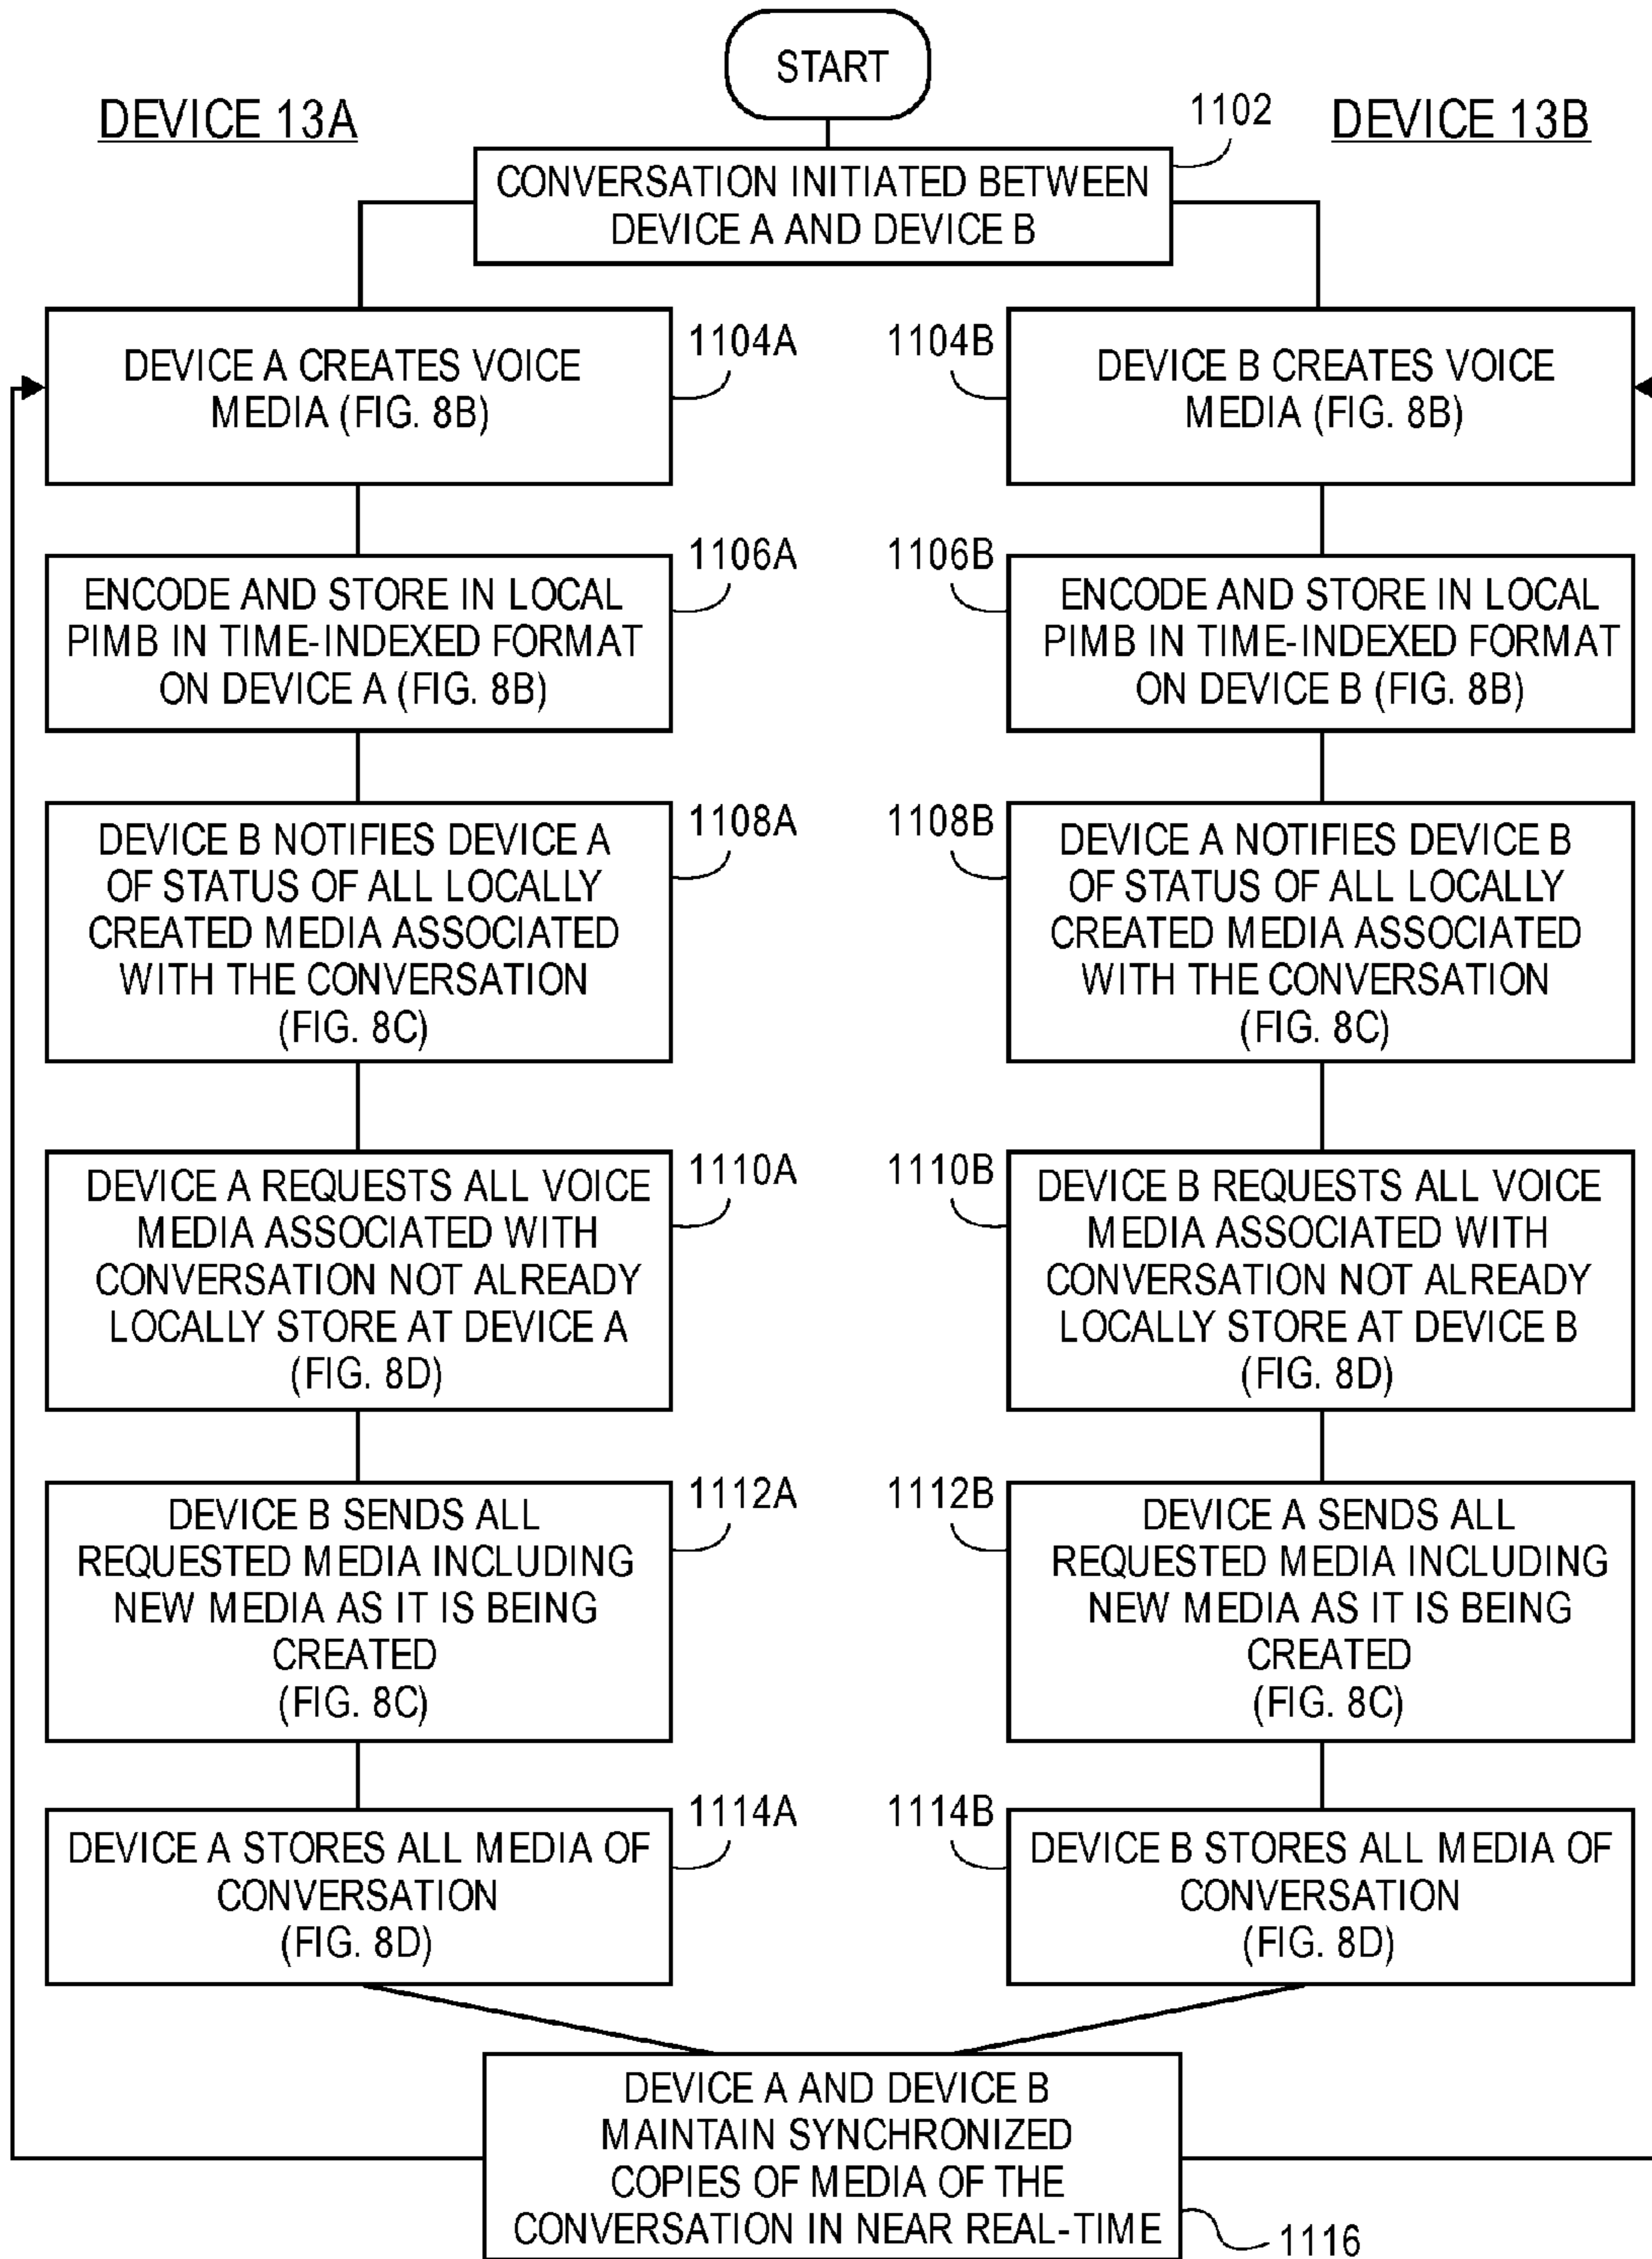 START
DEVICE 13A
1102
DEVICE 13B
CONVERSATION INITIATED BETWEEN
DEVICE A AND DEVICE B
DEVICE A CREATES VOICE
MEDIA (FIG. 8B)
1104A
1104B
DEVICE B CREATES VOICE
MEDIA (FIG. 8B)
ENCODE AND STORE IN LOCAL
PIMB IN TIME-INDEXED FORMAT
ON DEVICE A (FIG. 8B)
1106A
1106B
ENCODE AND STORE IN LOCAL
PIMB IN TIME-INDEXED FORMAT
ON DEVICE B (FIG. 8B)
DEVICE B NOTIFIES DEVICE A
OF STATUS OF ALL LOCALLY
CREATED MEDIA ASSOCIATED
WITH THE CONVERSATION
(FIG. 8C)
1108A
1108B
DEVICE A NOTIFIES DEVICE B
OF STATUS OF ALL LOCALLY
CREATED MEDIA ASSOCIATED
WITH THE CONVERSATION
(FIG. 8C)
DEVICE A REQUESTS ALL VOICE
MEDIA ASSOCIATED WITH
CONVERSATION NOT ALREADY
LOCALLY STORE AT DEVICE A
(FIG. 8D)
1110A
1110B
DEVICE B REQUESTS ALL VOICE
MEDIA ASSOCIATED WITH
CONVERSATION NOT ALREADY
LOCALLY STORE AT DEVICE B
(FIG. 8D)
DEVICE B SENDS ALL
REQUESTED MEDIA INCLUDING
NEW MEDIA AS IT IS BEING
CREATED
(FIG. 8C)
1112A
1112B
DEVICE A SENDS ALL
REQUESTED MEDIA INCLUDING
NEW MEDIA AS IT IS BEING
CREATED
(FIG. 8C)
DEVICE A STORES ALL MEDIA OF
CONVERSATION
(FIG. 8D)
1114A
1114B
DEVICE B STORES ALL MEDIA OF
CONVERSATION
(FIG. 8D)
DEVICE A AND DEVICE B
MAINTAIN SYNCHRONIZED
COPIES OF MEDIA OF THE
CONVERSATION IN NEAR REAL-TIME
1116